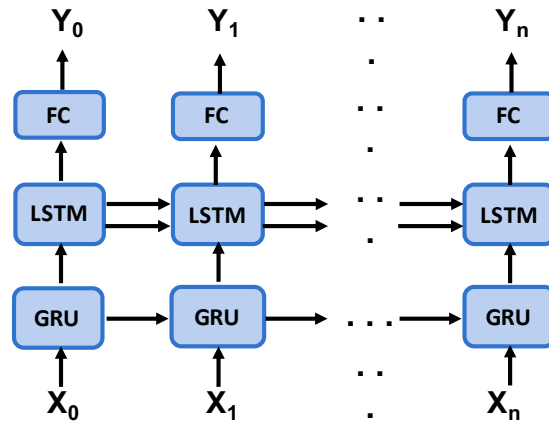 Y₀ Y₁ Yₙ
FC FC FC
LSTM LSTM LSTM
GRU GRU . . . GRU
X₀ X₁ Xₙ